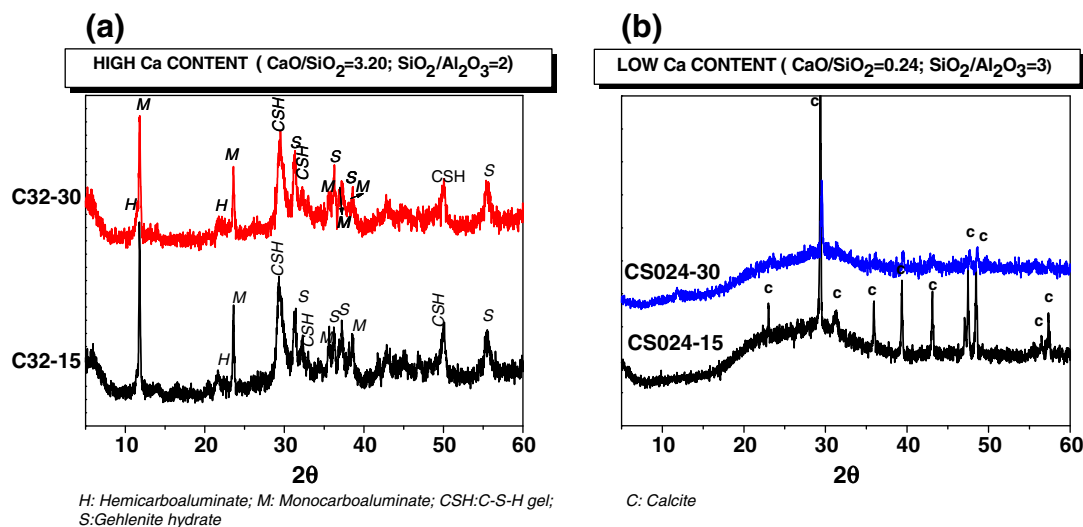 (a)
(b)
HIGH Ca CONTENT ( CaO/SiO₂=3.20; SiO₂/Al₂O₃=2)
LOW Ca CONTENT ( CaO/SiO₂=0.24; SiO₂/Al₂O₃=3)
M
CSH
M
S
CSH
S
S
M
M
M
CSH
S
H
H
C32-30
M
H
M
CSH
S
CSH
M
S
S
M
CSH
S
C32-15
10
20
30
40
50
60
2θ
c
c
c
c
CS024-30
c
c
c
c
c
CS024-15
c
10
20
30
40
50
60
2θ
H: Hemicarboaluminate; M: Monocarboaluminate; CSH:C-S-H gel;
S:Gehlenite hydrate
C: Calcite